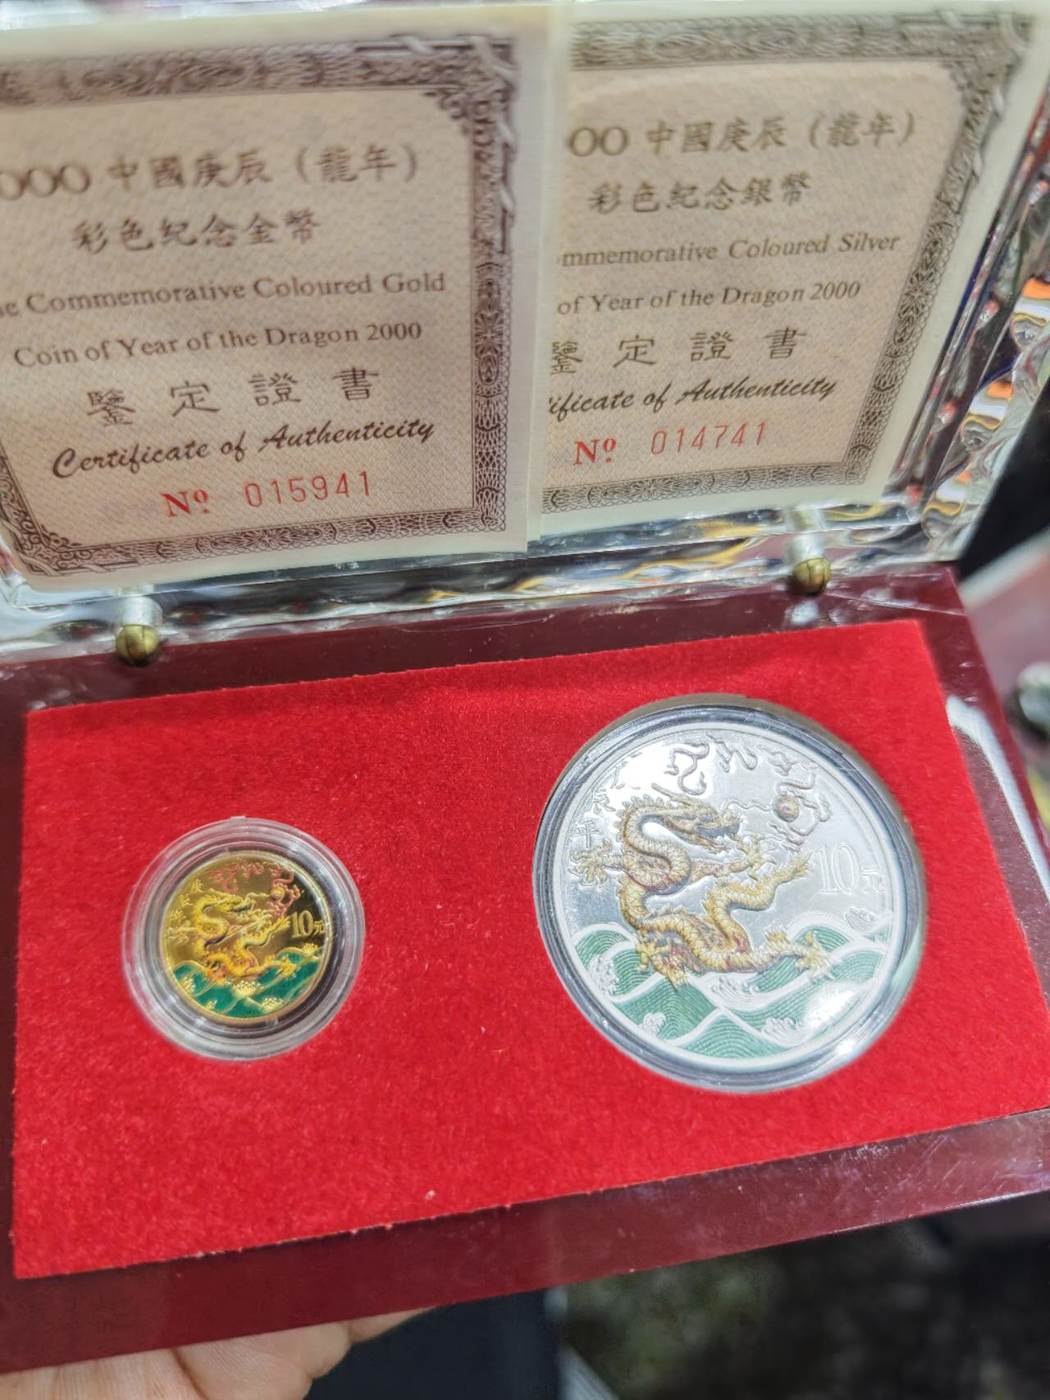 2000 中國庚辰（龍年）
彩色紀念金幣
Commemorative Coloured Gold
Coin of Year of the Dragon 2000
鑒定證書
Certificate of Authenticity
Nº 015941
00 中國庚辰（龍年）
彩色紀念銀幣
mmemorative Coloured Silver
of Year of the Dragon 2000
鑒定證書
ificate of Authenticity
Nº 014741
10元
10元